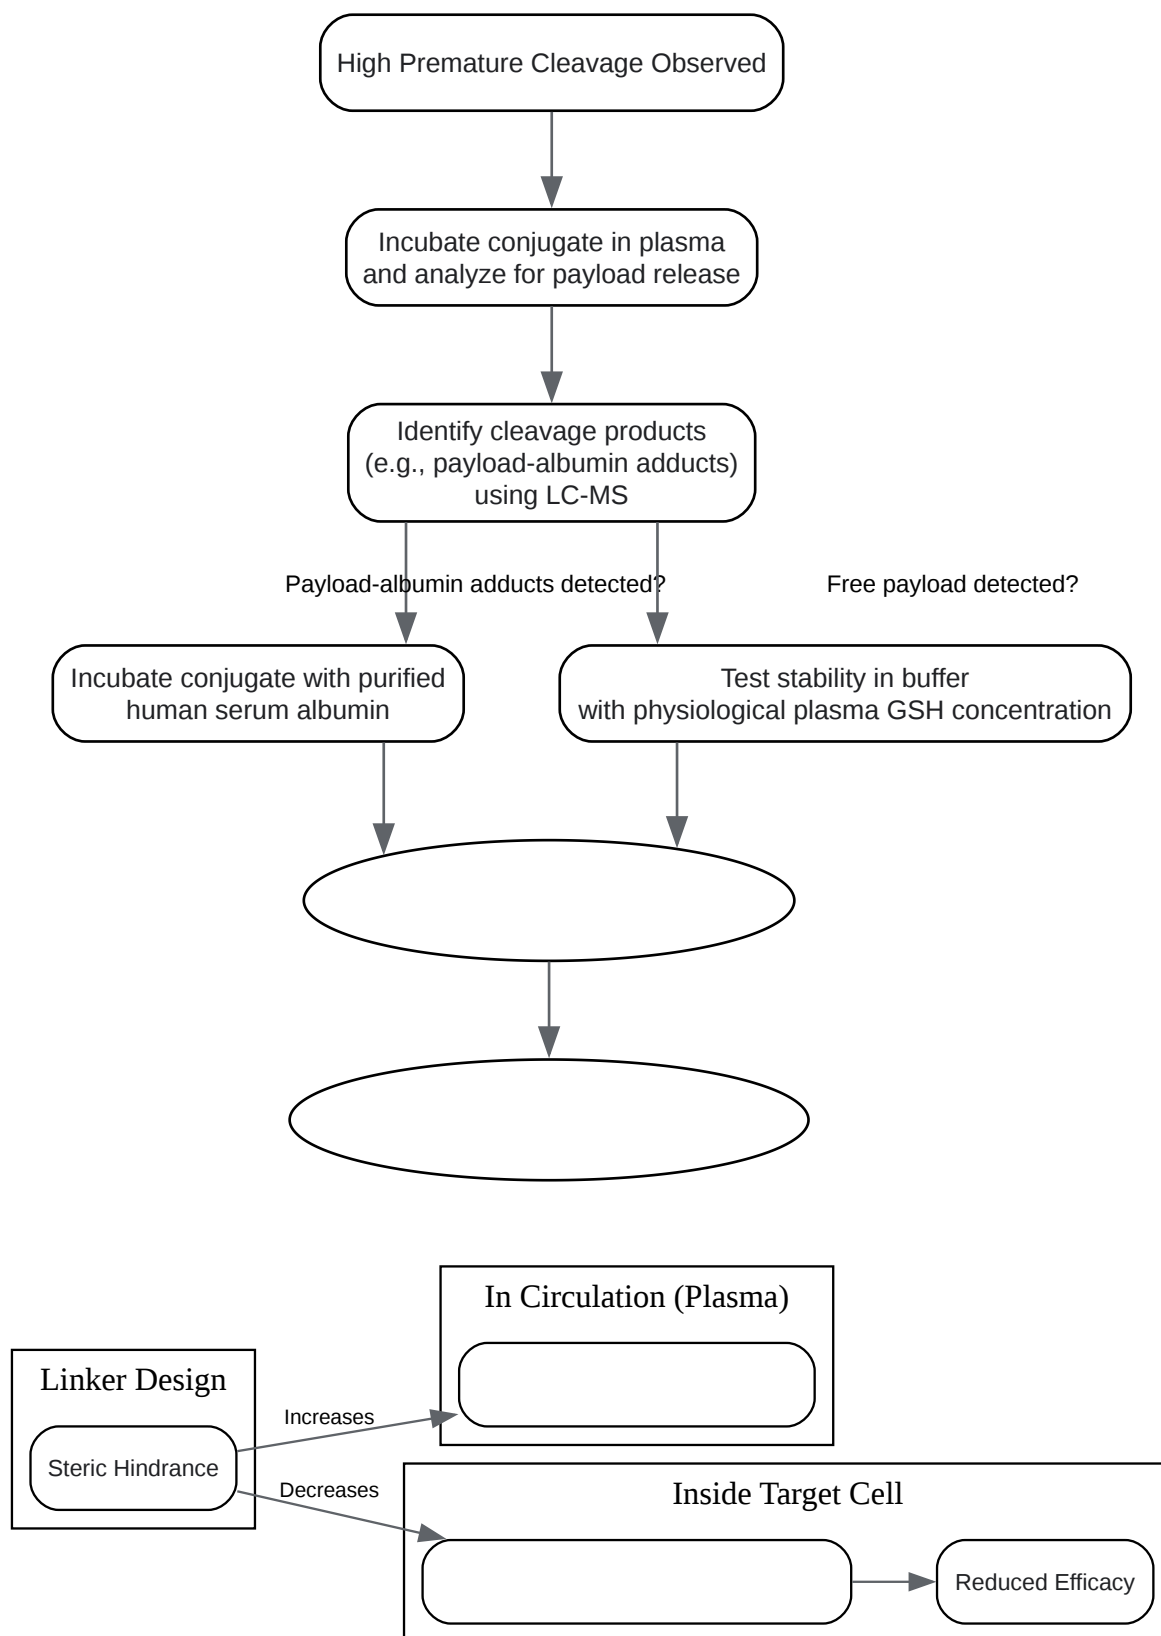 High Premature Cleavage Observed
Incubate conjugate in plasma
and analyze for payload release
Identify cleavage products
(e.g., payload-albumin adducts)
using LC-MS
Payload-albumin adducts detected?
Free payload detected?
Incubate conjugate with purified
human serum albumin
Test stability in buffer
with physiological plasma GSH concentration
In Circulation (Plasma)
Linker Design
Increases
Steric Hindrance
Decreases
Inside Target Cell
Reduced Efficacy